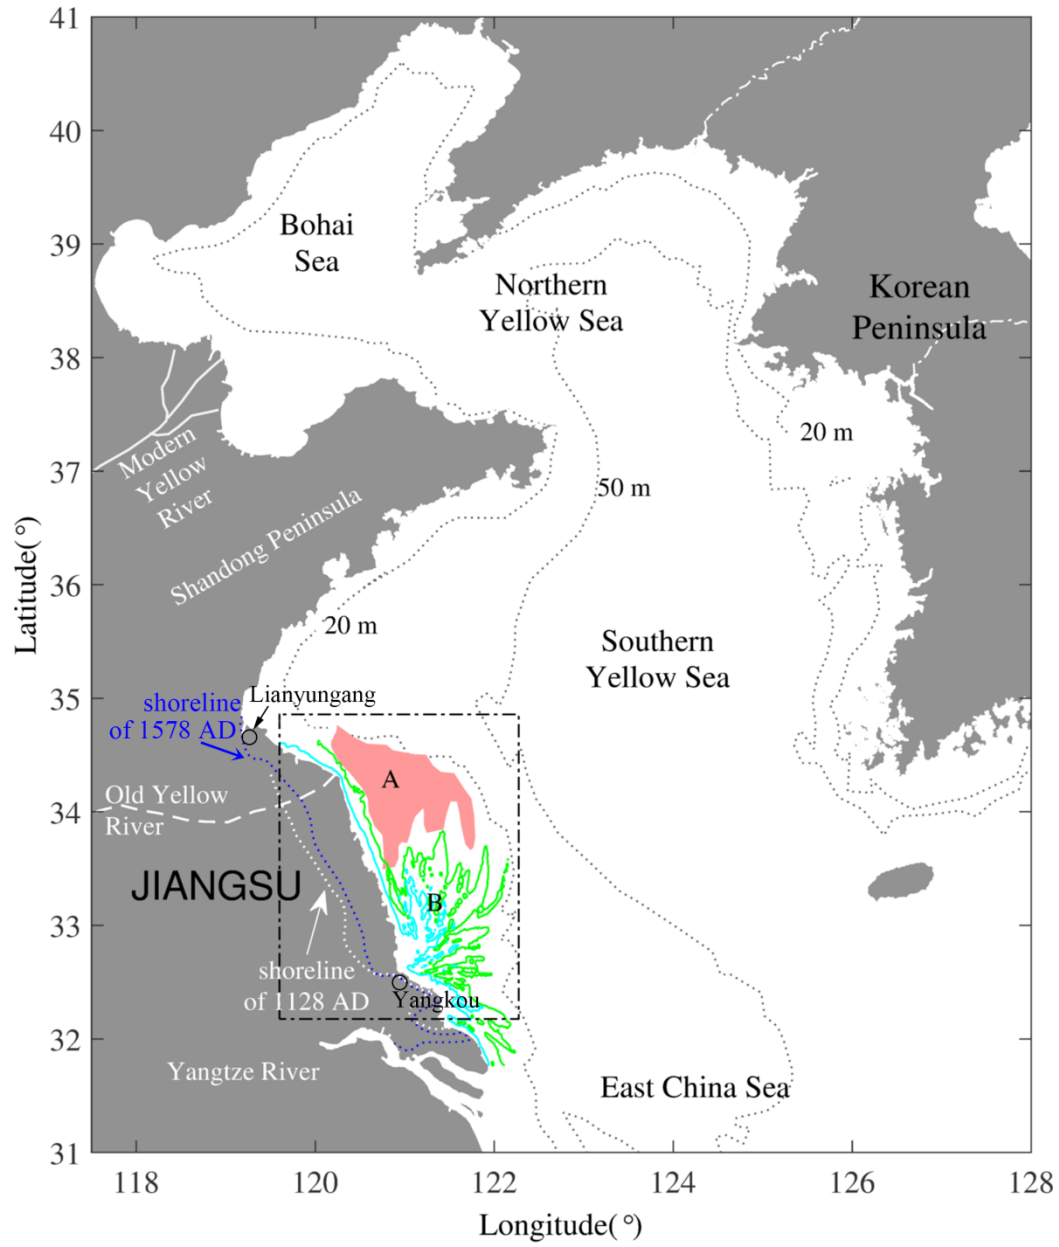 41
40
39
38
37
36
35
34
33
32
31
Latitude(°)
Bohai
Sea
Northern
Yellow Sea
Korean
Peninsula
20 m
50 m
Modern
Yellow
River
Shandong Peninsula
20 m
Southern
Yellow Sea
shoreline
of 1578 AD
Lianyungang
A
Old Yellow
River
JIANGSU
B
shoreline
of 1128 AD
Yangkou
Yangtze River
East China Sea
118
120
122
124
126
128
Longitude(°)